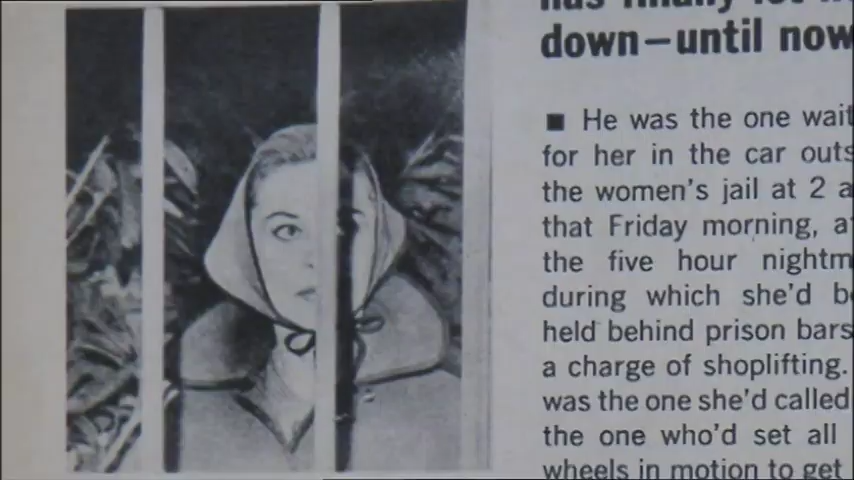 down—until now
■ He was the one wait
for her in the car outs
the women's jail at 2 a
that Friday morning, a
the five hour nightm
during which she'd b
held behind prison bars
a charge of shoplifting.
was the one she'd called
the one who'd set all
wheels in motion to get